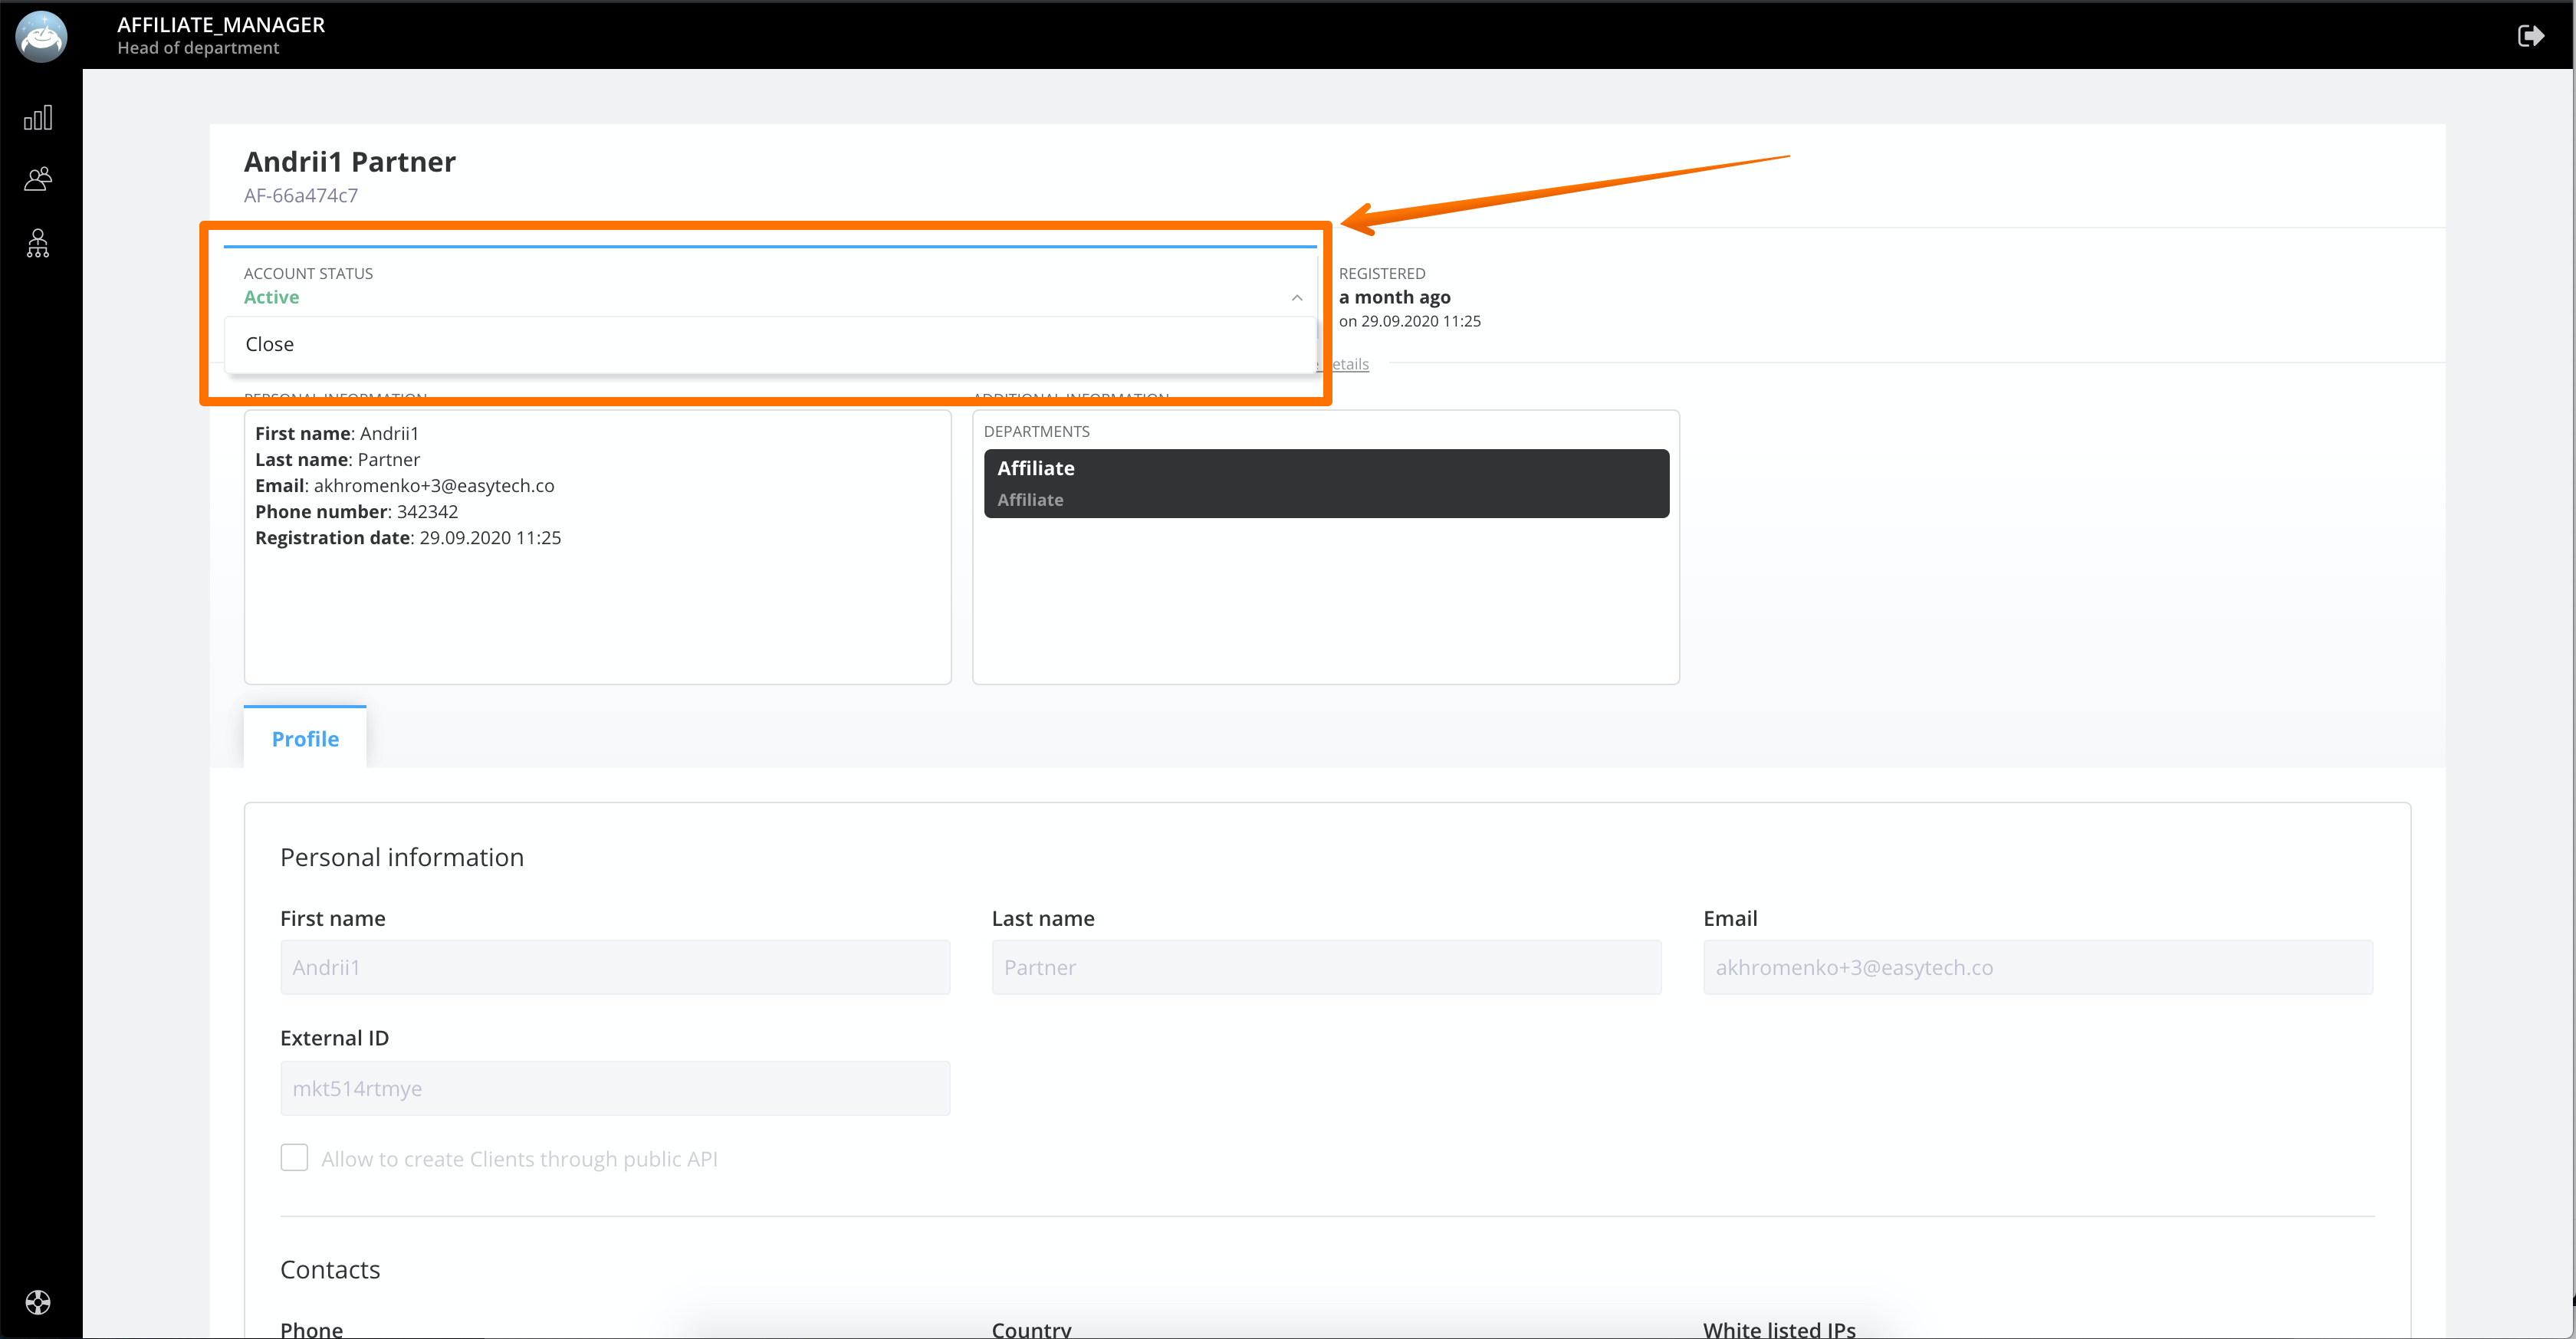 AFFILIATE_MANAGER
Head of department
Andrii1 Partner
AF-66a474c7
ACCOUNT STATUS
Active
Close
REGISTERED
a month ago
on 29.09.2020 11:25
etails
PERSONAL INFORMATION
ADDITIONAL INFORMATION
First name: Andrii1
Last name: Partner
Email: akhromenko+3@easytech.co
Phone number: 342342
Registration date: 29.09.2020 11:25
DEPARTMENTS
Affiliate
Affiliate
Profile
Personal information
First name
Last name
Email
Andrii1
Partner
akhromenko+3@easytech.co
External ID
mkt514rtmye
Allow to create Clients through public API
Contacts
Phone
Country
White listed IPs